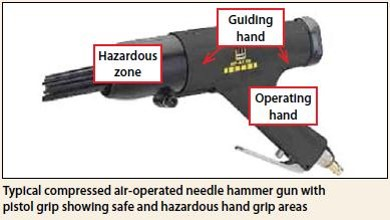 Guiding
hand
Hazardous
zone
Operating
hand
Typical compressed air-operated needle hammer gun with
pistol grip showing safe and hazardous hand grip areas